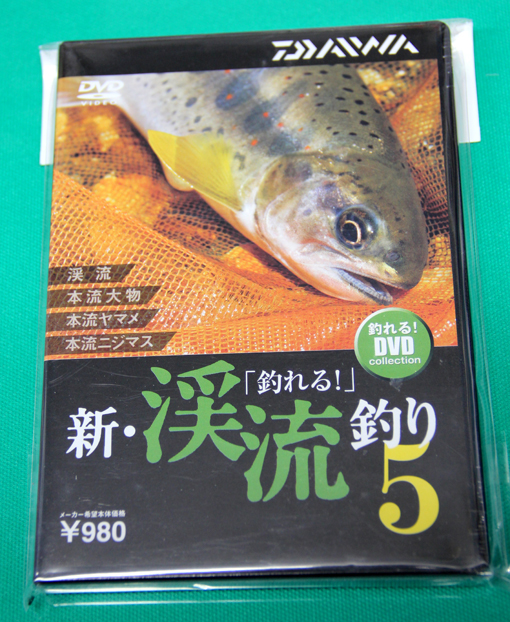 DAIWA
DVD
VIDEO
渓流
本流大物
本流ヤマメ
本流ニジマス
釣れる!
DVD
collection
「釣れる!」
新・渓流釣り5
メーカー希望本体価格
¥980